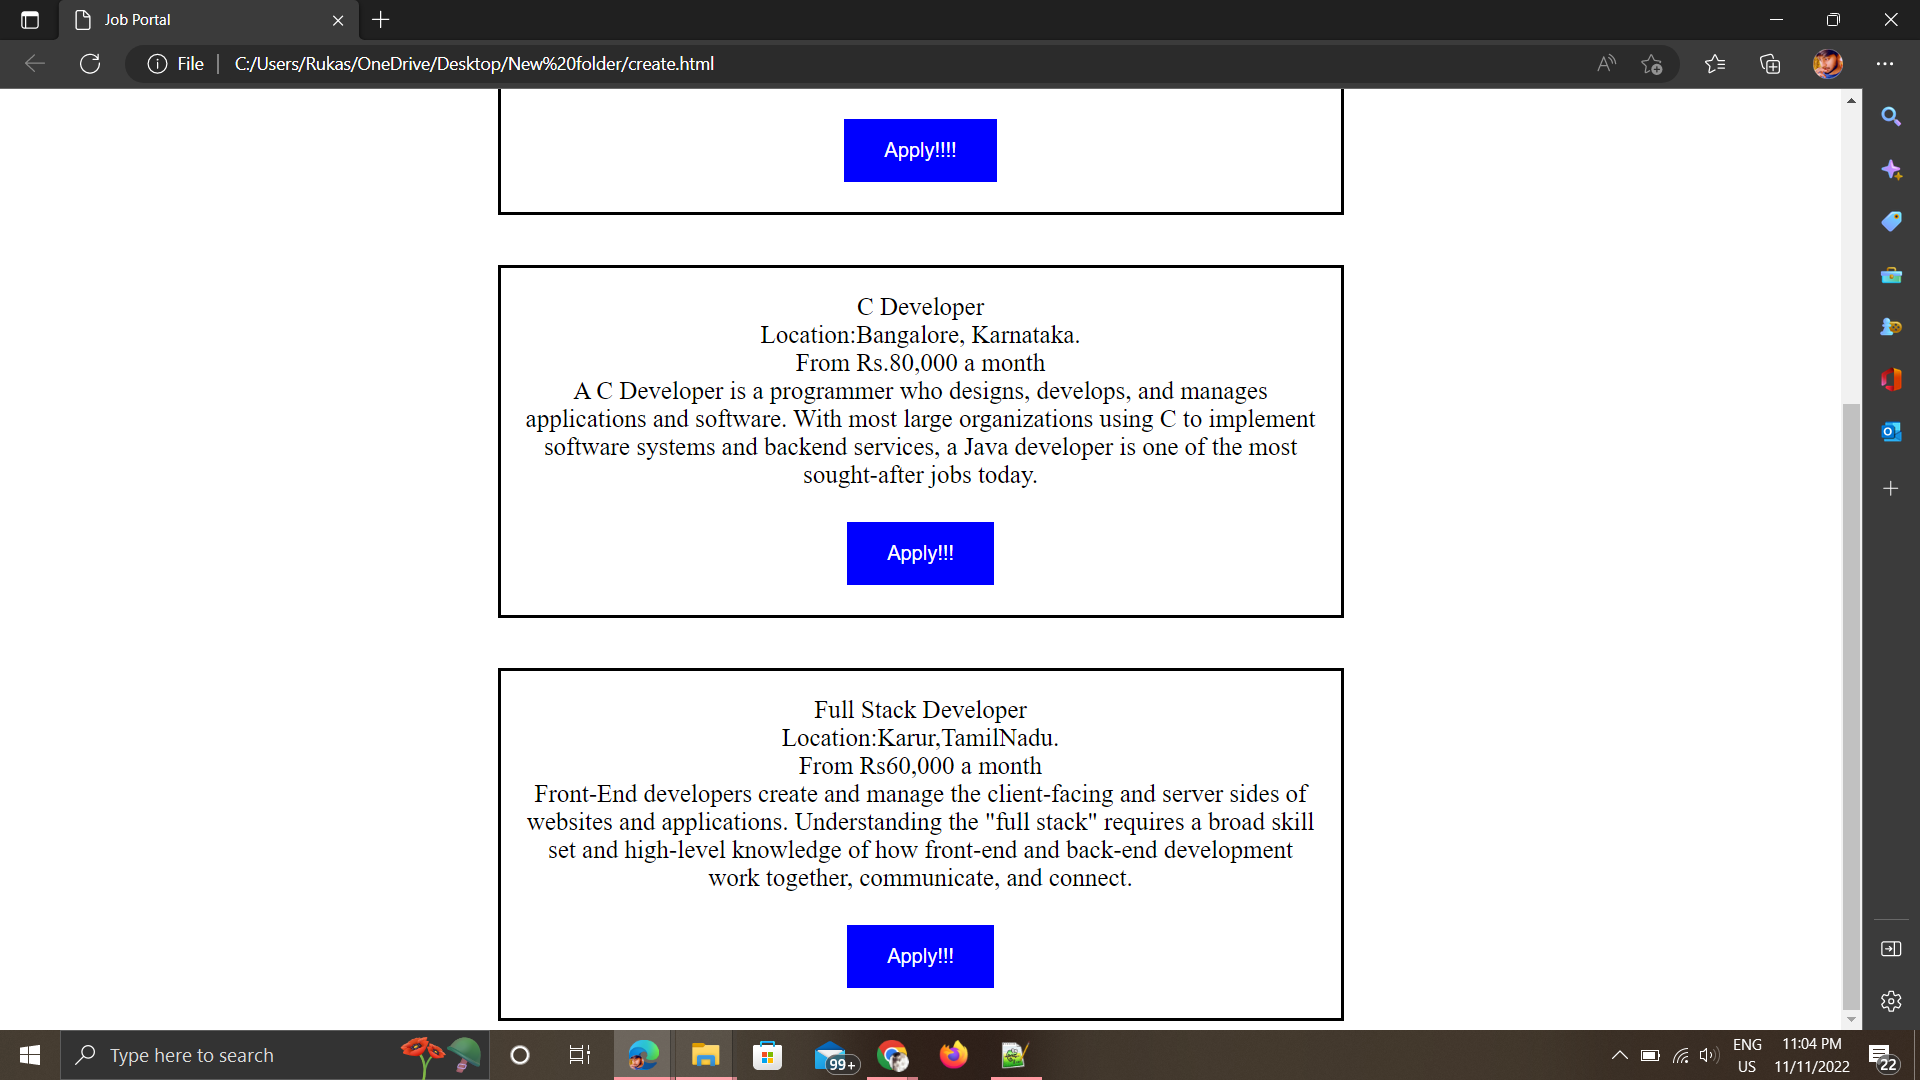 Job Portal
File
C:/Users/Rukas/OneDrive/Desktop/New%20folder/create.html
Apply!!!!
C Developer
Location:Bangalore, Karnataka.
From Rs.80,000 a month
A C Developer is a programmer who designs, develops, and manages
applications and software. With most large organizations using C to implement
software systems and backend services, a Java developer is one of the most
sought-after jobs today.
Apply!!!
Full Stack Developer
Location:Karur,TamilNadu.
From Rs60,000 a month
Front-End developers create and manage the client-facing and server sides of
websites and applications. Understanding the "full stack" requires a broad skill
set and high-level knowledge of how front-end and back-end development
work together, communicate, and connect.
Apply!!!
Type here to search
99+
ENG
US
11:04 PM
11/11/2022
22